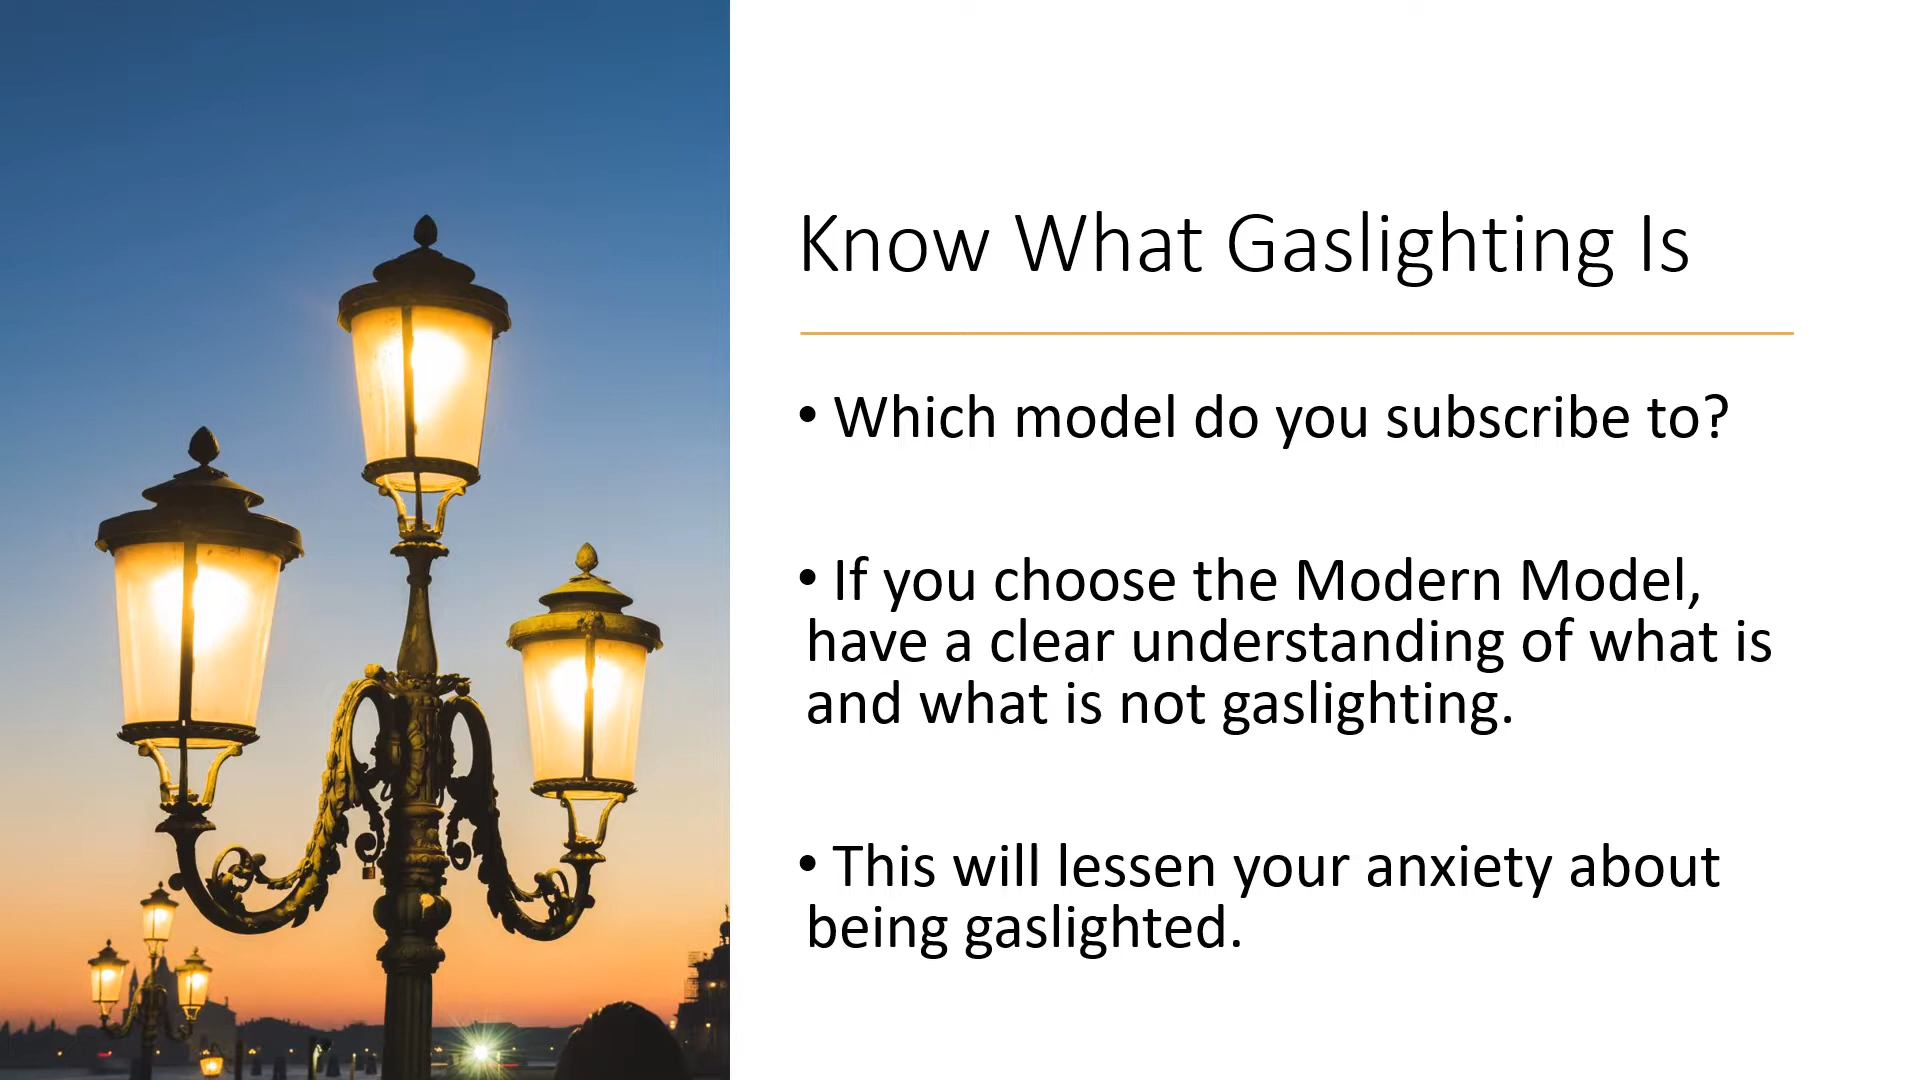 Know What Gaslighting Is
• Which model do you subscribe to?
• If you choose the Modern Model,
have a clear understanding of what is
and what is not gaslighting.
• This will lessen your anxiety about
being gaslighted.